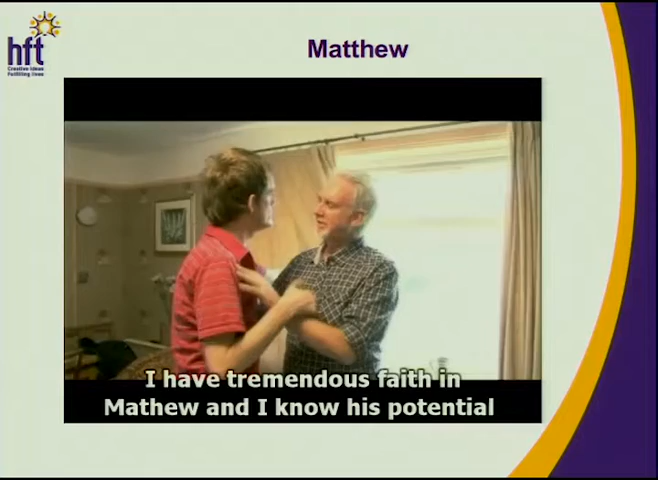 hft
Creative Ideas
Fulfilling lives
Matthew
I have tremendous faith in
Mathew and I know his potential